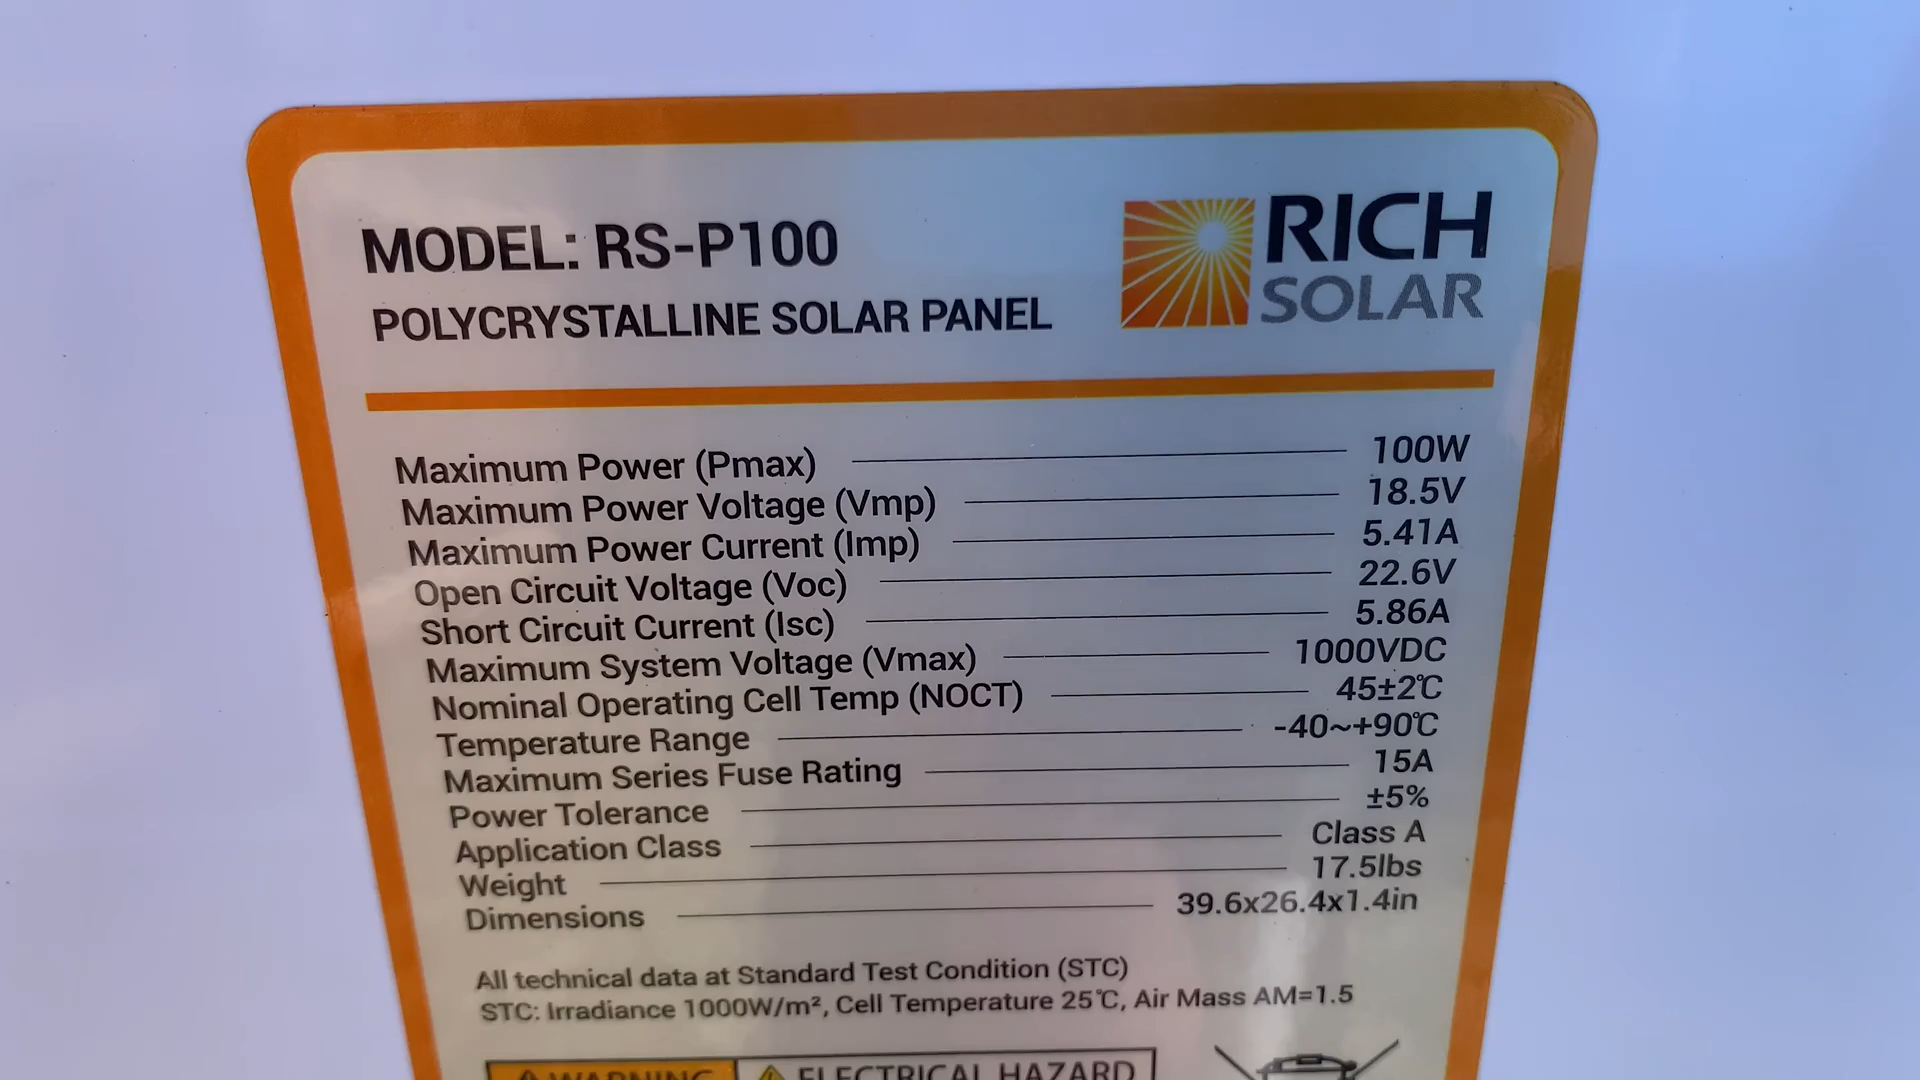 MODEL: RS-P100
RICH
SOLAR
POLYCRYSTALLINE SOLAR PANEL
Maximum Power (Pmax) 100W
Maximum Power Voltage (Vmp) 18.5V
Maximum Power Current (Imp) 5.41A
Open Circuit Voltage (Voc) 22.6V
Short Circuit Current (Isc) 5.86A
Maximum System Voltage (Vmax) 1000VDC
Nominal Operating Cell Temp (NOCT) 45±2℃
Temperature Range -40~+90℃
Maximum Series Fuse Rating 15A
Power Tolerance ±5%
Application Class Class A
Weight 17.5lbs
Dimensions 39.6x26.4x1.4in
All technical data at Standard Test Condition (STC)
STC: Irradiance 1000W/m², Cell Temperature 25℃, Air Mass AM=1.5
WARNING ELECTRICAL HAZARD